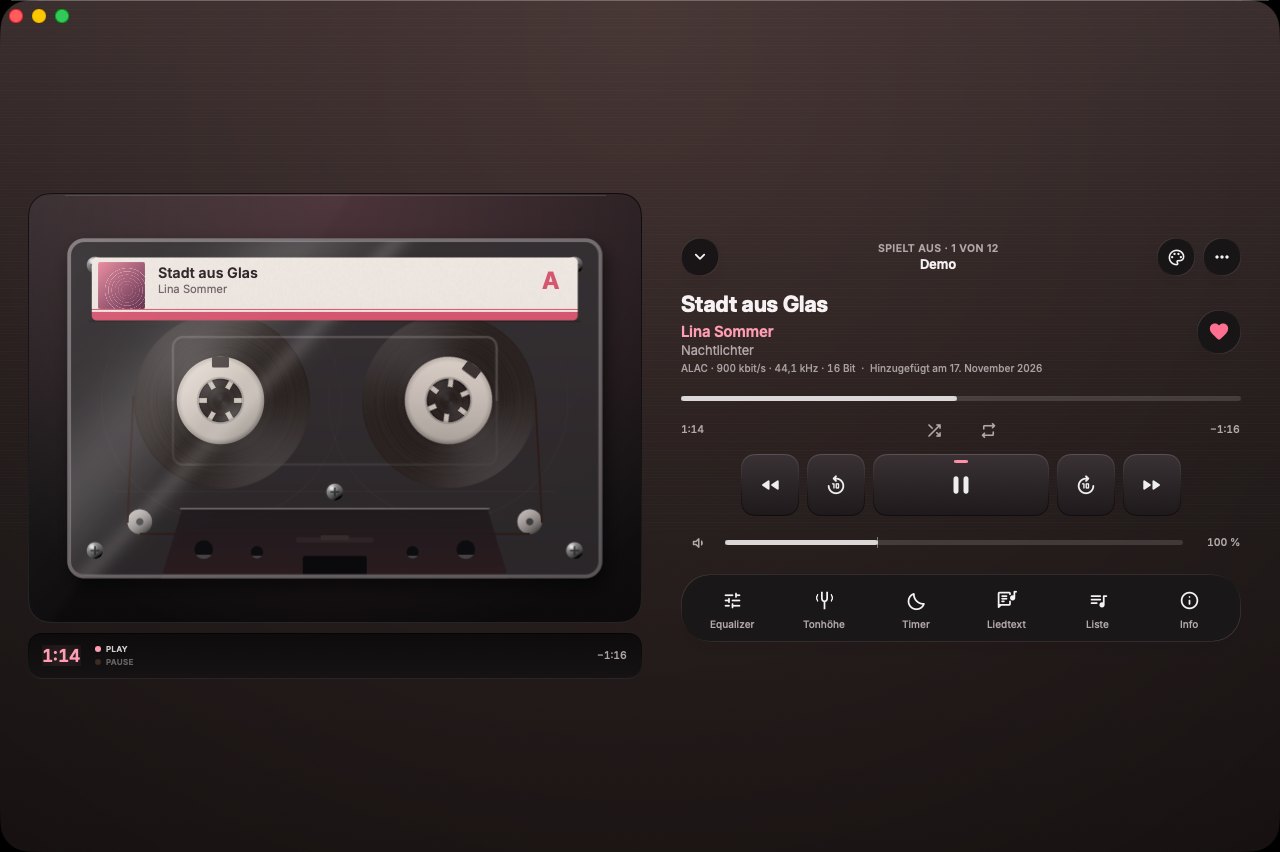 Stadt aus Glas
Lina Sommer
A
1:14
PLAY
PAUSE
−1:16
SPIELT AUS · 1 VON 12
Demo
Stadt aus Glas
Lina Sommer
Nachtlichter
ALAC · 900 kbit/s · 44,1 kHz · 16 Bit · Hinzugefügt am 17. November 2026
1:14
−1:16
10
10
100 %
Equalizer
Tonhöhe
Timer
Liedtext
Liste
Info